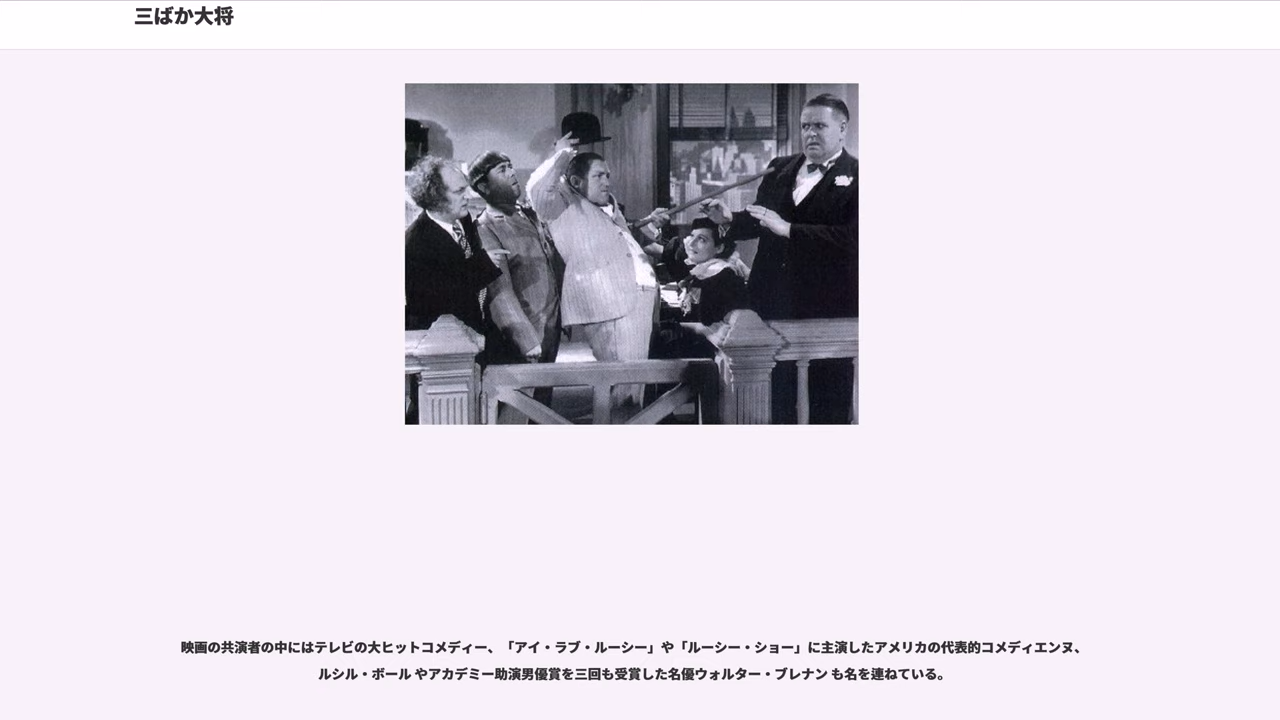 三ばか大将
映画の共演者の中にはテレビの大ヒットコメディー、「アイ・ラブ・ルーシー」や「ルーシー・ショー」に主演したアメリカの代表的コメディエンヌ、
ルシル・ボール やアカデミー助演男優賞を三回も受賞した名優ウォルター・ブレナン も名を連ねている。